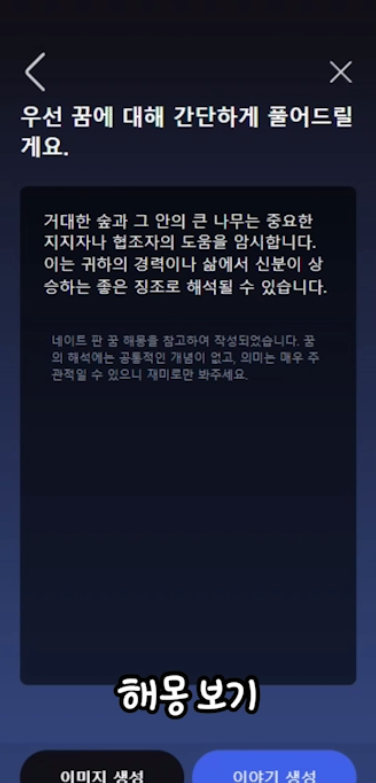 우선 꿈에 대해 간단하게 풀어드릴
게요.
거대한 숲과 그 안의 큰 나무는 중요한
지지자나 협조자의 도움을 암시합니다.
이는 귀하의 경력이나 삶에서 신분이 상
승하는 좋은 징조로 해석될 수 있습니다.
네이트 판 꿈 해몽을 참고하여 작성되었습니다. 꿈
의 해석에는 공통적인 개념이 없고, 의미는 매우 주
관적일 수 있으니 재미로만 봐주세요.
해몽 보기
이미지 생성
이야기 생성